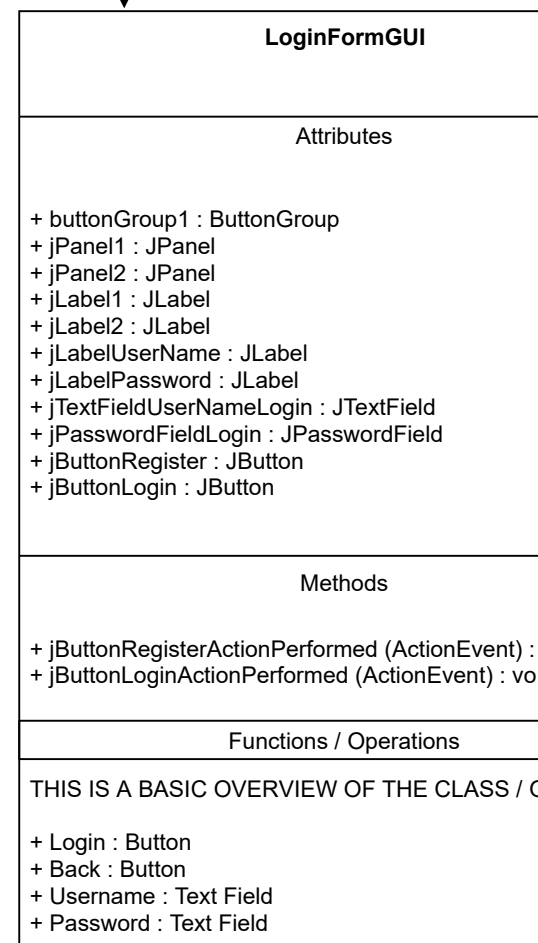 LoginFormGUI
Attributes
+ buttonGroup1 : ButtonGroup
+ jPanel1 : JPanel
+ jPanel2 : JPanel
+ jLabel1 : JLabel
+ jLabel2 : JLabel
+ jLabelUserName : JLabel
+ jLabelPassword : JLabel
+ jTextFieldUserNameLogin : JTextField
+ jPasswordFieldLogin : JPasswordField
+ jButtonRegister : JButton
+ jButtonLogin : JButton
Methods
+ jButtonRegisterActionPerformed (ActionEvent) :
+ jButtonLoginActionPerformed (ActionEvent) :
Functions / Operations
THIS IS A BASIC OVERVIEW OF THE CLASS /
+ Login : Button
+ Back : Button
+ Username : Text Field
+ Password : Text Field